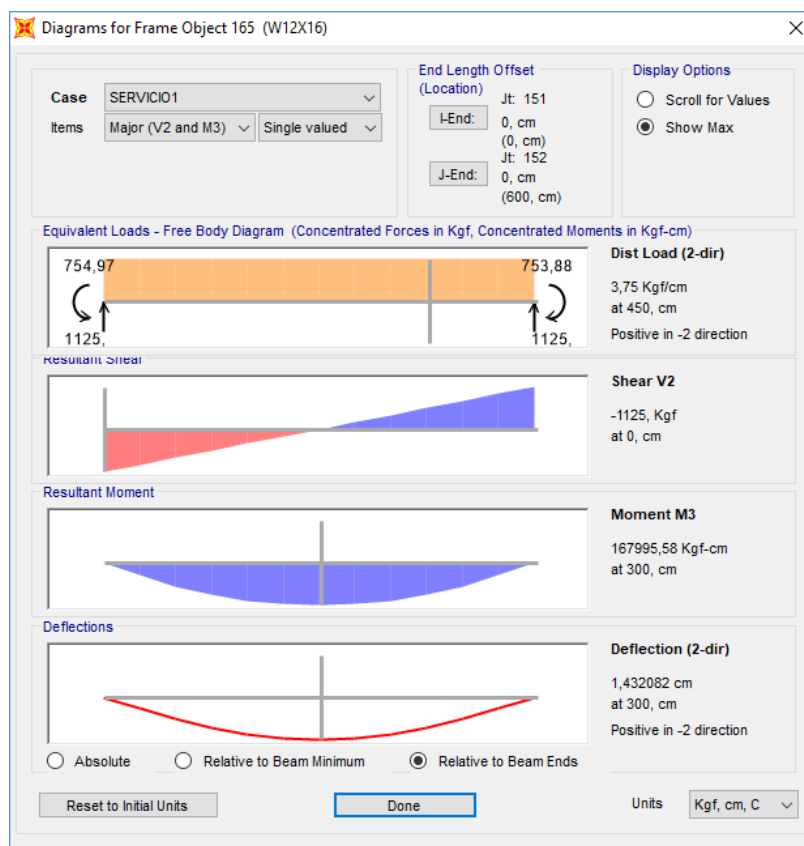 Diagrams for Frame Object 165 (W12X16)
Case SERVICIO1
Items Major (V2 and M3) Single valued
End Length Offset
(Location)
I-End:
Jt: 151
0, cm
(0, cm)
J-End:
Jt: 152
0, cm
(600, cm)
Display Options
Scroll for Values
Show Max
Equivalent Loads - Free Body Diagram (Concentrated Forces in Kgf, Concentrated Moments in Kgf-cm)
754,97 753,88
1125, 1125,
Dist Load (2-dir)
3,75 Kgf/cm
at 450, cm
Positive in -2 direction
Resultant Shear
Shear V2
-1125, Kgf
at 0, cm
Resultant Moment
Moment M3
167995,58 Kgf-cm
at 300, cm
Deflections
Deflection (2-dir)
1,432082 cm
at 300, cm
Positive in -2 direction
Absolute Relative to Beam Minimum Relative to Beam Ends
Reset to Initial Units Done Units Kgf, cm, C